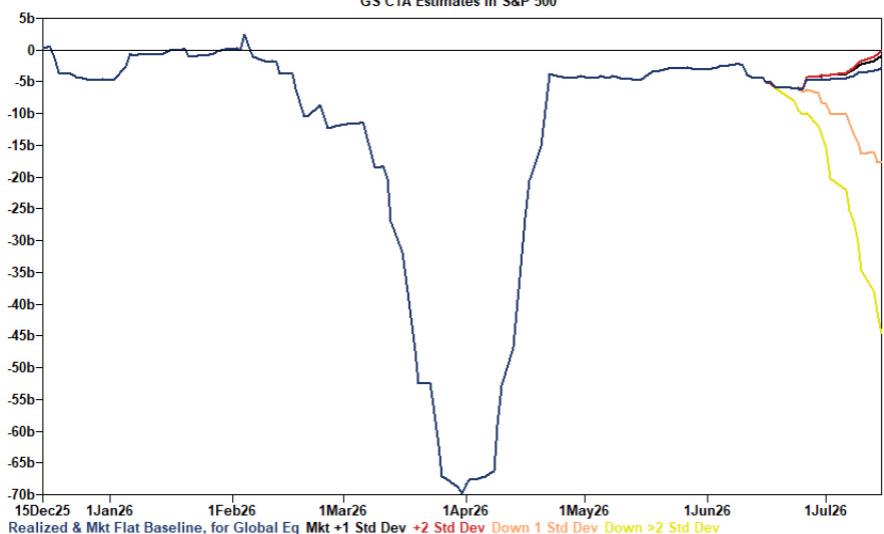 GS CTA Estimates in S&P 500
5b
0
-5b
-10b
-15b
-20b
-25b
-30b
-35b
-40b
-45b
-50b
-55b
-60b
-65b
-70b
15Dec25 1Jan26 1Feb26 1Mar26 1Apr26 1May26 1Jun26 1Jul26
Realized & Mkt Flat Baseline, for Global Eq Mkt +1 Std Dev +2 Std Dev Down 1 Std Dev Down >2 Std Dev